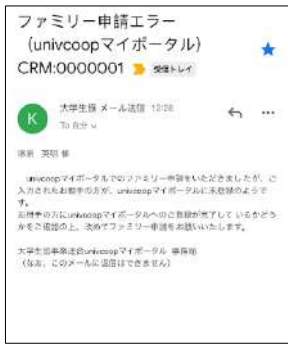 ファミリー申請エラー
（univcoopマイポータル）
CRM:0000001 受信トレイ
K
大学生協 メール送信 12:28
To 自分
univcoopマイポータルでのファミリー申請をいただきましたが、ご
入力されたお相手の方が、univcoopマイポータルに未登録のようで
す。
お相手の方にunivcoopマイポータルへのご登録が完了しているかどう
かをご確認の上、改めてファミリー申請をお願いいたします。
大学生協事業連合univcoopマイポータル 事務局
（なお、このメールに返信はできません）